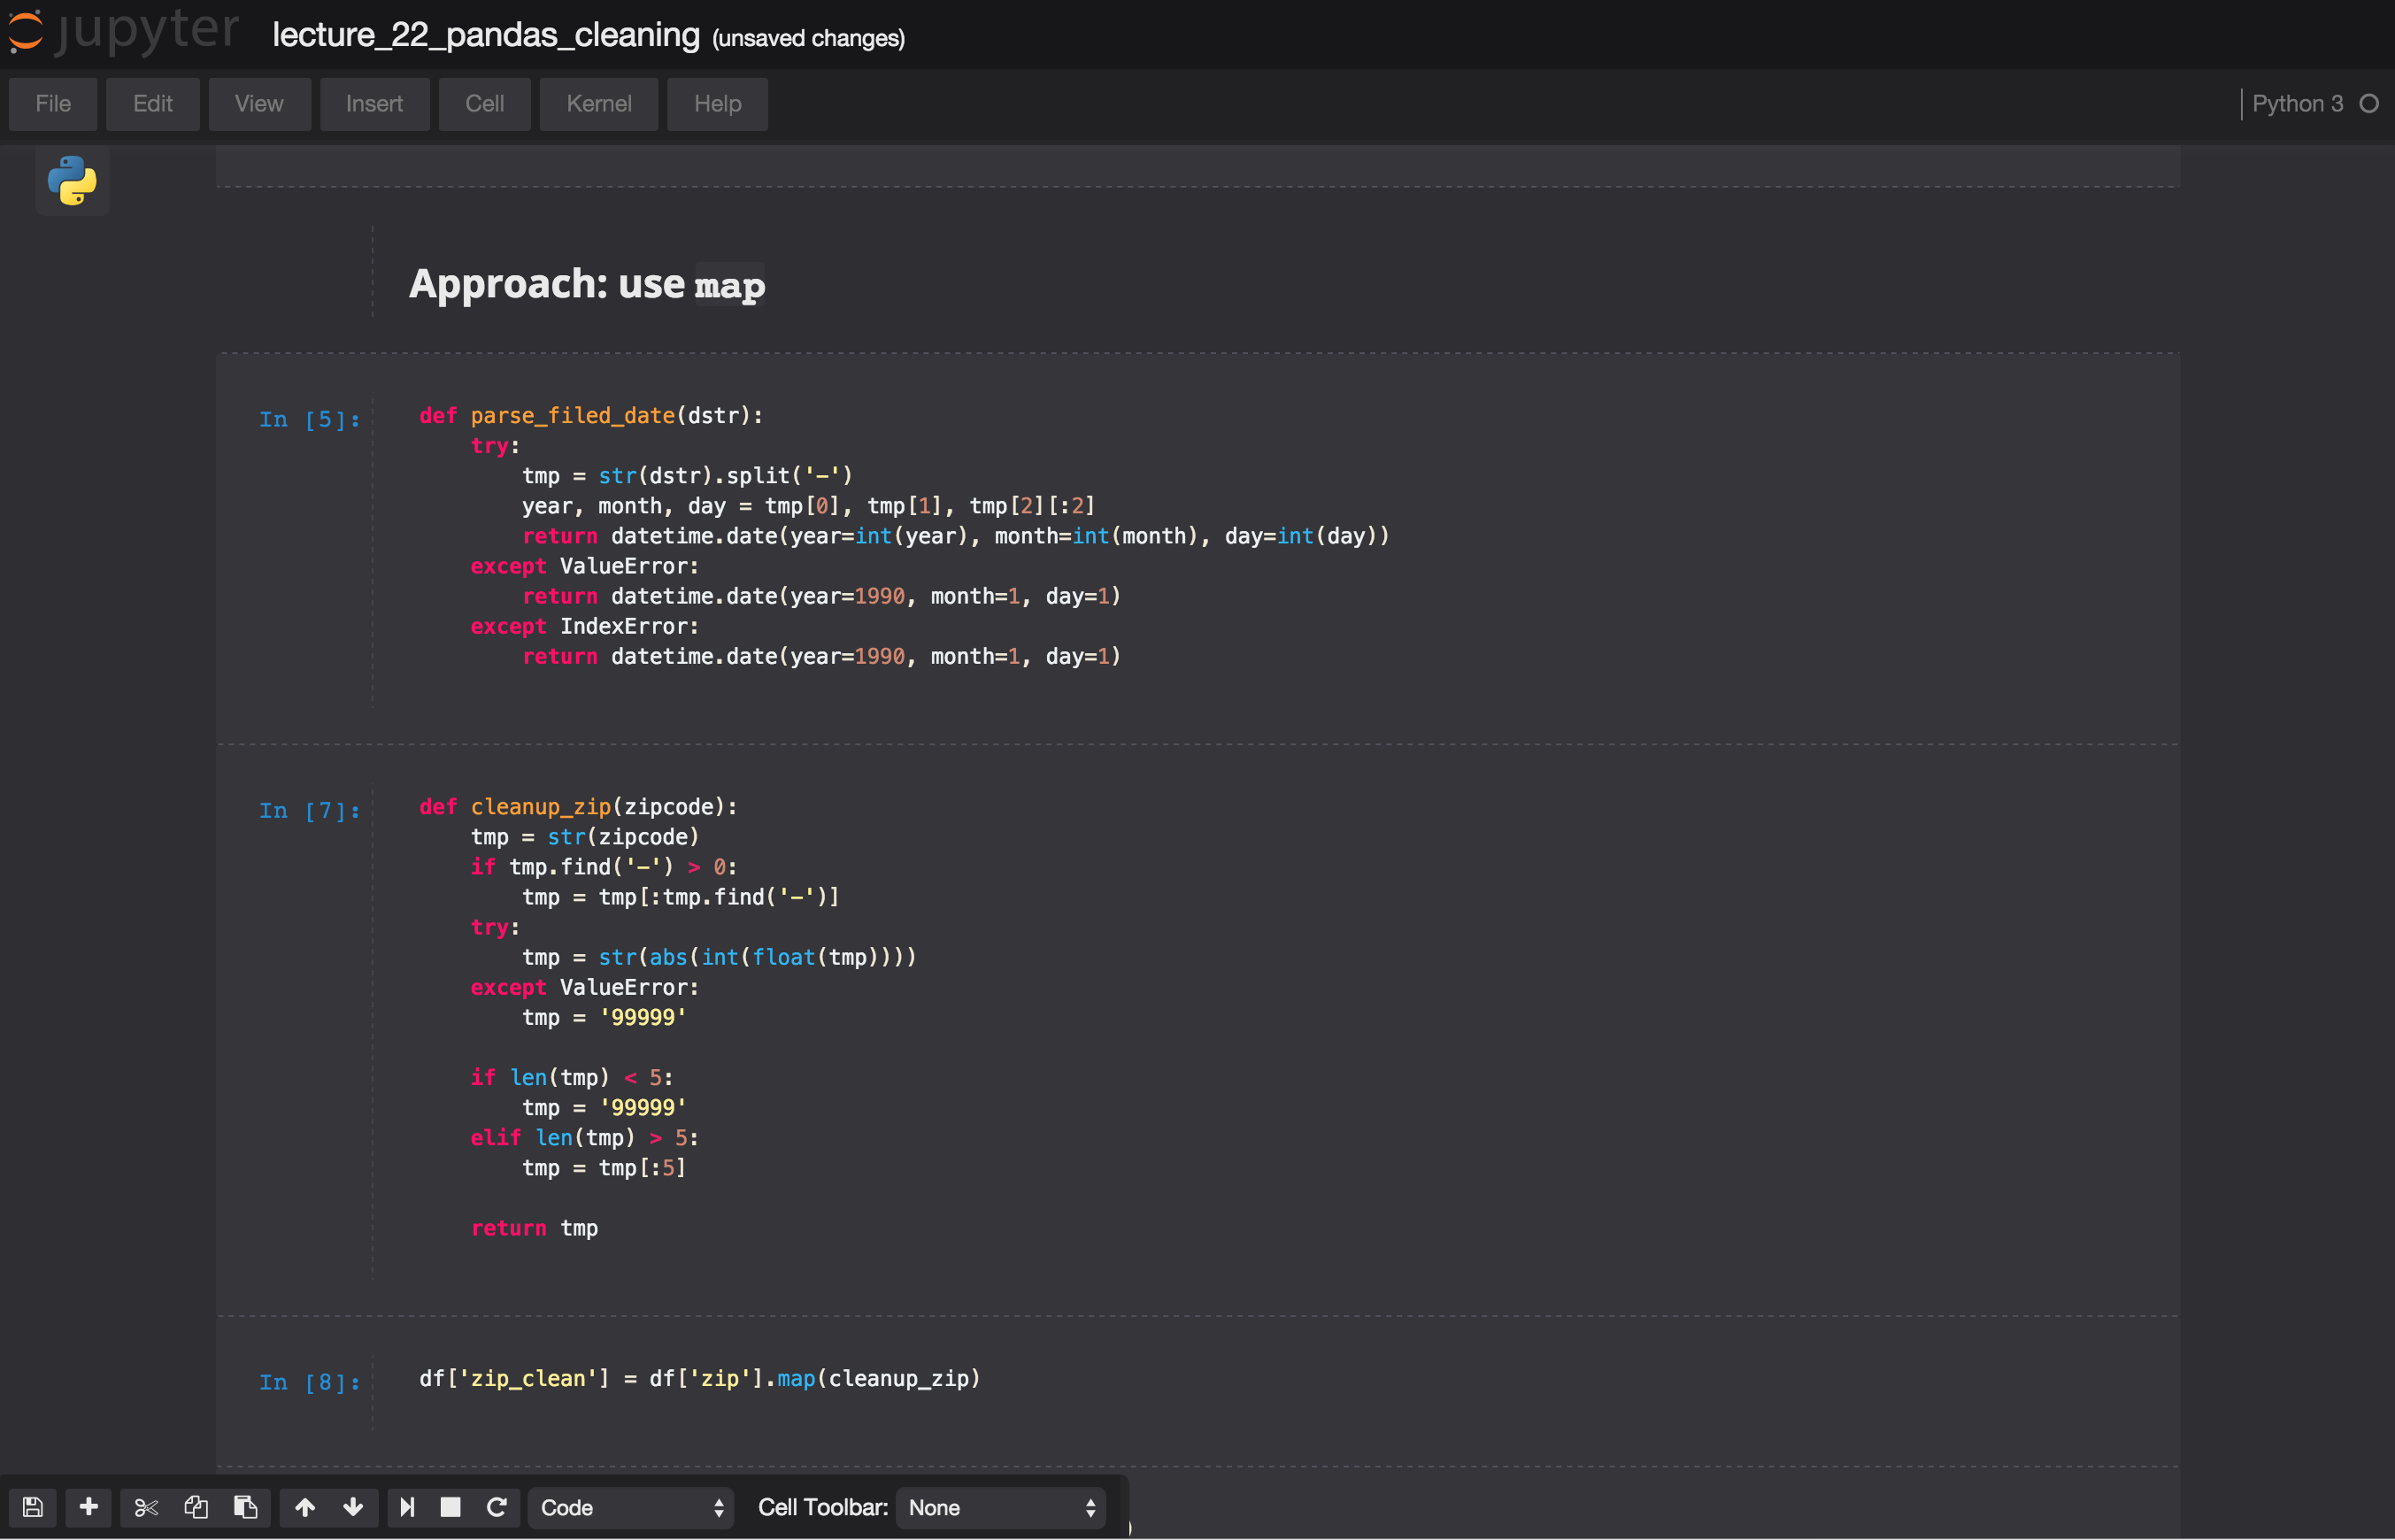 jupyter lecture_22_pandas_cleaning (unsaved changes)
File Edit View Insert Cell Kernel Help Python 3
Approach: use map
In [5]: def parse_filed_date(dstr):
    try:
        tmp = str(dstr).split('-')
        year, month, day = tmp[0], tmp[1], tmp[2][:2]
        return datetime.date(year=int(year), month=int(month), day=int(day))
    except ValueError:
        return datetime.date(year=1990, month=1, day=1)
    except IndexError:
        return datetime.date(year=1990, month=1, day=1)
In [7]: def cleanup_zip(zipcode):
    tmp = str(zipcode)
    if tmp.find('-') > 0:
        tmp = tmp[:tmp.find('-')]
    try:
        tmp = str(abs(int(float(tmp))))
    except ValueError:
        tmp = '99999'
    if len(tmp) < 5:
        tmp = '99999'
    elif len(tmp) > 5:
        tmp = tmp[:5]
    return tmp
In [8]: df['zip_clean'] = df['zip'].map(cleanup_zip)
Code Cell Toolbar: None